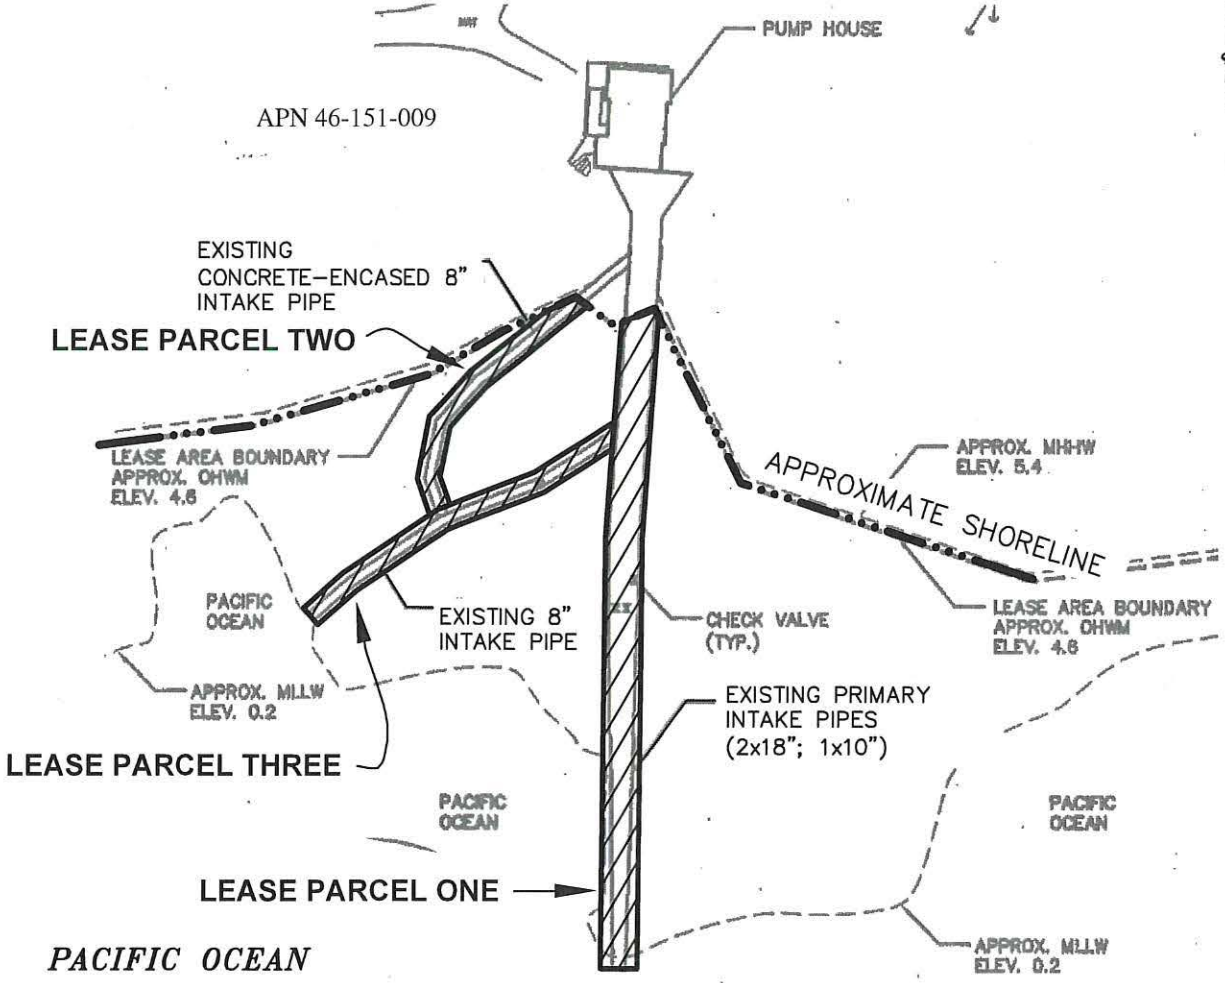 PUMP HOUSE
APN 46-151-009
EXISTING
CONCRETE-ENCASED 8"
INTAKE PIPE
LEASE PARCEL TWO
LEASE AREA BOUNDARY
APPROX. OHWM
ELEV. 4.6
APPROX. MHHW
ELEV. 5.4
APPROXIMATE SHORELINE
PACIFIC
OCEAN
EXISTING 8"
INTAKE PIPE
CHECK VALVE
(TYP.)
LEASE AREA BOUNDARY
APPROX. OHWM
ELEV. 4.6
APPROX. MLLW
ELEV. 0.2
EXISTING PRIMARY
INTAKE PIPES
(2x18"; 1x10")
LEASE PARCEL THREE
PACIFIC
OCEAN
PACIFIC
OCEAN
LEASE PARCEL ONE
PACIFIC OCEAN
APPROX. MLLW
ELEV. 0.2